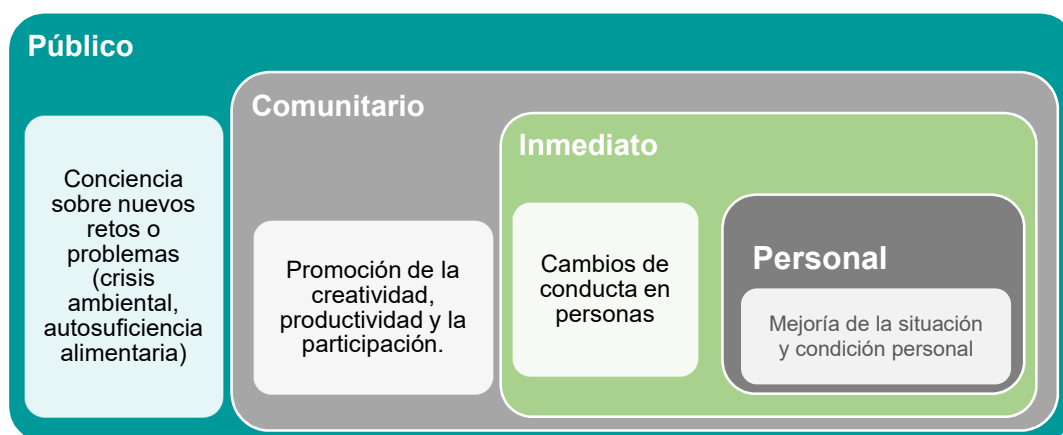 Público
Conciencia
sobre nuevos
retos o
problemas
(crisis
ambiental,
autosuficiencia
alimentaria)
Comunitario
Promoción de la
creatividad,
productividad y la
participación.
Inmediato
Cambios de
conducta en
personas
Personal
Mejoría de la situación
y condición personal